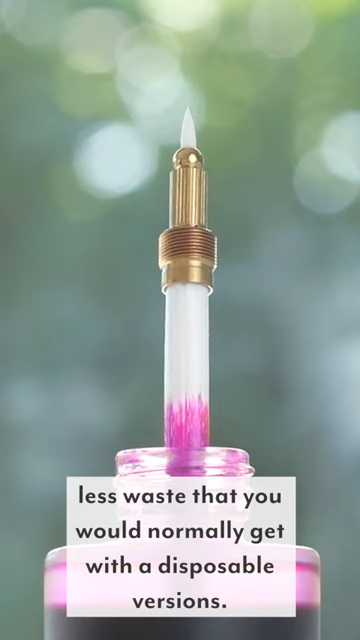 less waste that you
would normally get
with a disposable
versions.